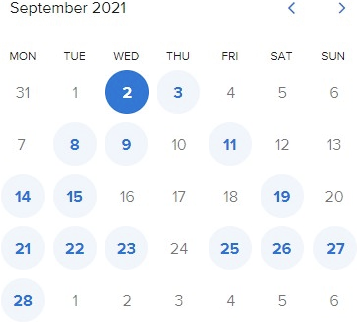 September 2021
MON TUE WED THU FRI SAT SUN
31 1 2 3 4 5 6
7 8 9 10 11 12 13
14 15 16 17 18 19 20
21 22 23 24 25 26 27
28 1 2 3 4 5 6